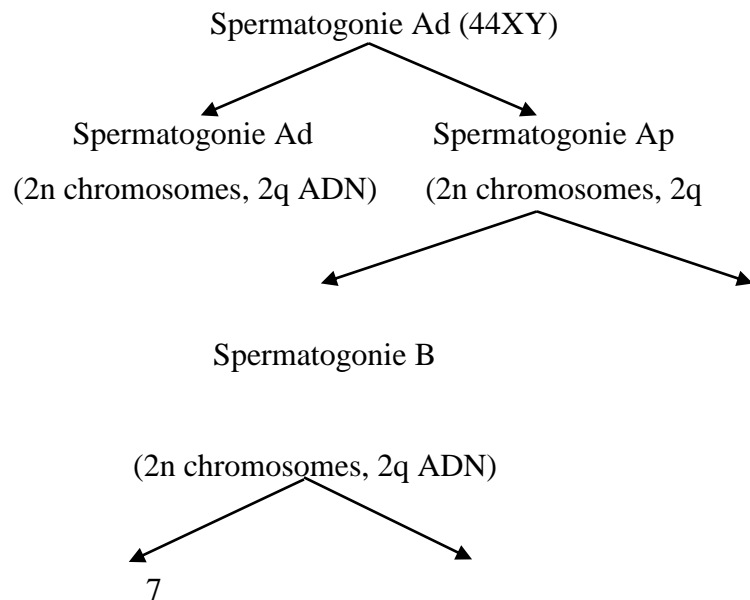 Spermatogonie Ad (44XY)
Spermatogonie Ad Spermatogonie Ap
(2n chromosomes, 2q ADN) (2n chromosomes, 2q
Spermatogonie B
(2n chromosomes, 2q ADN)
7